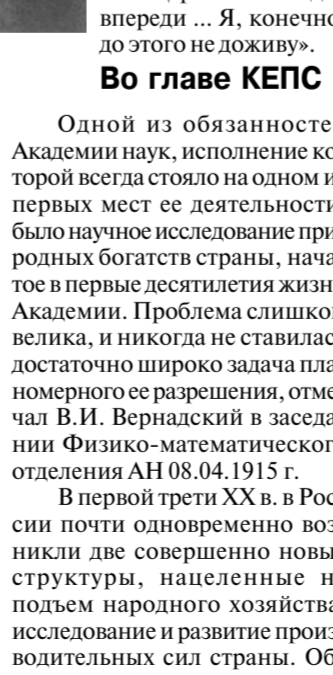 впереди ... Я, конечно
до этого не доживу».
Во главе КЕПС
Одной из обязанносте
Академии наук, исполнение ко
торой всегда стояло на одном и
первых мест ее деятельности
было научное исследование при
родных богатств страны, нача
тое в первые десятилетия жизн
Академии. Проблема слишком
велика, и никогда не ставилас
достаточно широко задача пла
номерного ее разрешения, отме
чал В.И. Вернадский в заседа
нии Физико-математическог
отделения АН 08.04.1915 г.
В первой трети XX в. в Рос
сии почти одновременно воз
никли две совершенно новы
структуры, нацеленные н
подъем народного хозяйства
исследование и развитие произ
водительных сил страны. Об